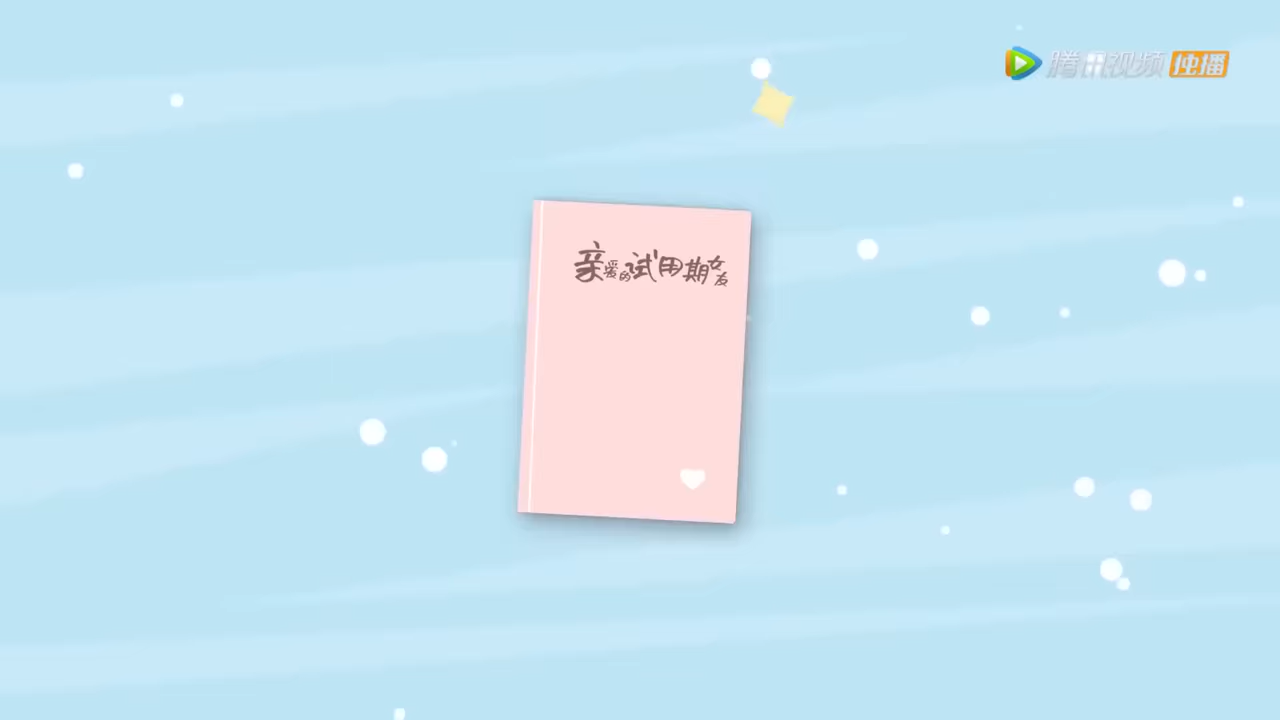 腾讯视频 独播
亲爱的试用期女友